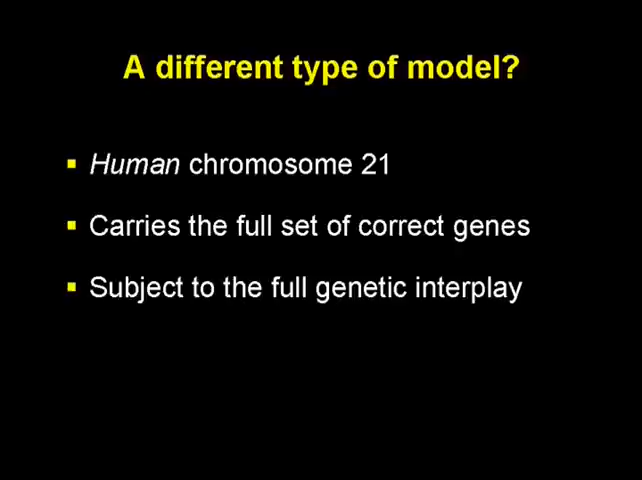 A different type of model?
Human chromosome 21
Carries the full set of correct genes
Subject to the full genetic interplay